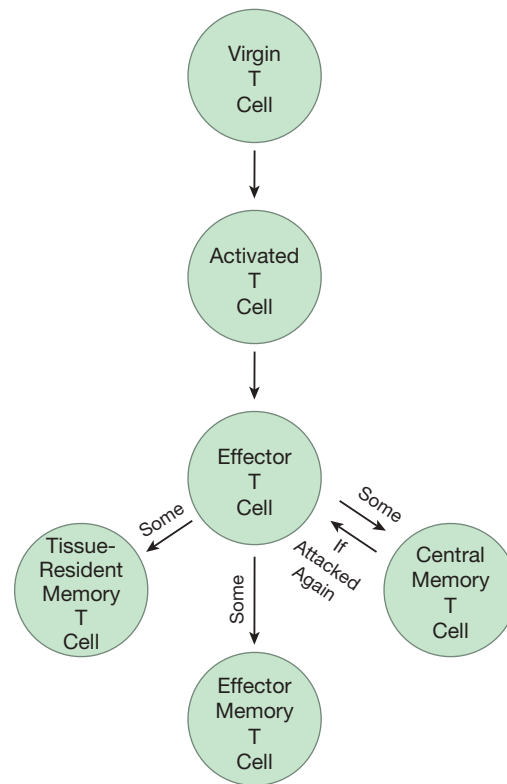 Virgin
T
Cell
Activated
T
Cell
Effector
T
Cell
Some
Some
If
Attacked
Again
Tissue-
Resident
Memory
T
Cell
Some
Central
Memory
T
Cell
Effector
Memory
T
Cell